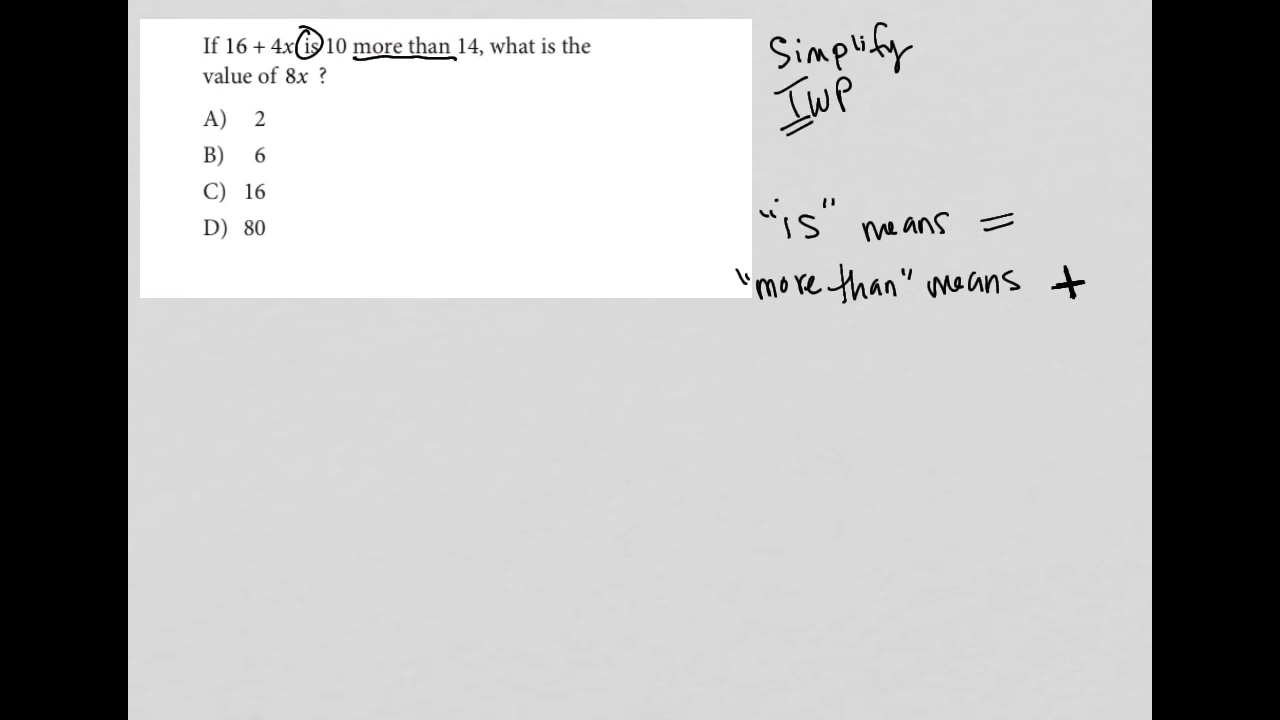 If 16 + 4x is 10 more than 14, what is the
value of 8x ?
A) 2
B) 6
C) 16
D) 80
Simplify
IWP
"is" means =
"more than" means +